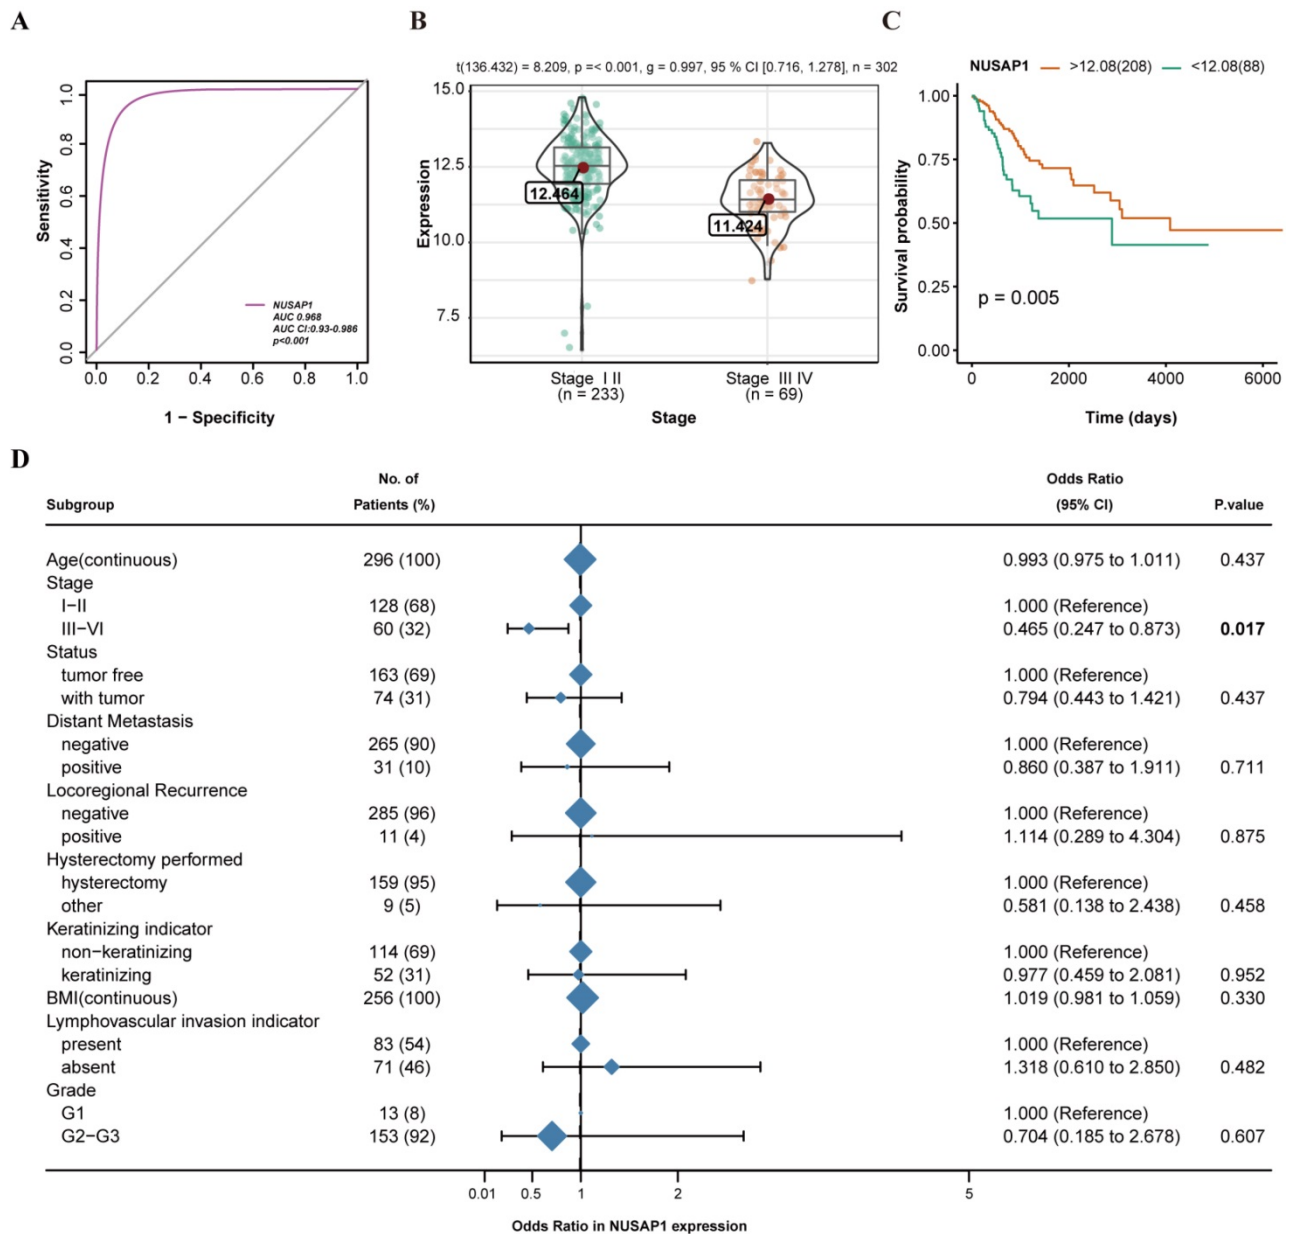 A
1.0
0.8
0.6
0.4
0.2
0.0
Sensitivity
NUSAP1
AUC 0.968
AUC CI:0.93-0.986
p<0.001
0.0 0.2 0.4 0.6 0.8 1.0
1 − Specificity
B
t(136.432) = 8.209, p =< 0.001, g = 0.997, 95 % CI [0.716, 1.278], n = 302
15.0
12.5
10.0
7.5
Expression
12.464
11.424
Stage I II
(n = 233)
Stage III IV
(n = 69)
Stage
C
NUSAP1 >12.08(208) <12.08(88)
1.00
0.75
0.50
0.25
0.00
Survival probability
p = 0.005
0 2000 4000 6000
Time (days)
D
Subgroup No. of Patients (%) Odds Ratio (95% CI) P.value
Age(continuous) 296 (100) 0.993 (0.975 to 1.011) 0.437
Stage
I−II 128 (68) 1.000 (Reference)
III−VI 60 (32) 0.465 (0.247 to 0.873) 0.017
Status
tumor free 163 (69) 1.000 (Reference)
with tumor 74 (31) 0.794 (0.443 to 1.421) 0.437
Distant Metastasis
negative 265 (90) 1.000 (Reference)
positive 31 (10) 0.860 (0.387 to 1.911) 0.711
Locoregional Recurrence
negative 285 (96) 1.000 (Reference)
positive 11 (4) 1.114 (0.289 to 4.304) 0.875
Hysterectomy performed
hysterectomy 159 (95) 1.000 (Reference)
other 9 (5) 0.581 (0.138 to 2.438) 0.458
Keratinizing indicator
non−keratinizing 114 (69) 1.000 (Reference)
keratinizing 52 (31) 0.977 (0.459 to 2.081) 0.952
BMI(continuous) 256 (100) 1.019 (0.981 to 1.059) 0.330
Lymphovascular invasion indicator
present 83 (54) 1.000 (Reference)
absent 71 (46) 1.318 (0.610 to 2.850) 0.482
Grade
G1 13 (8) 1.000 (Reference)
G2−G3 153 (92) 0.704 (0.185 to 2.678) 0.607
0.01 0.5 1 2 5
Odds Ratio in NUSAP1 expression